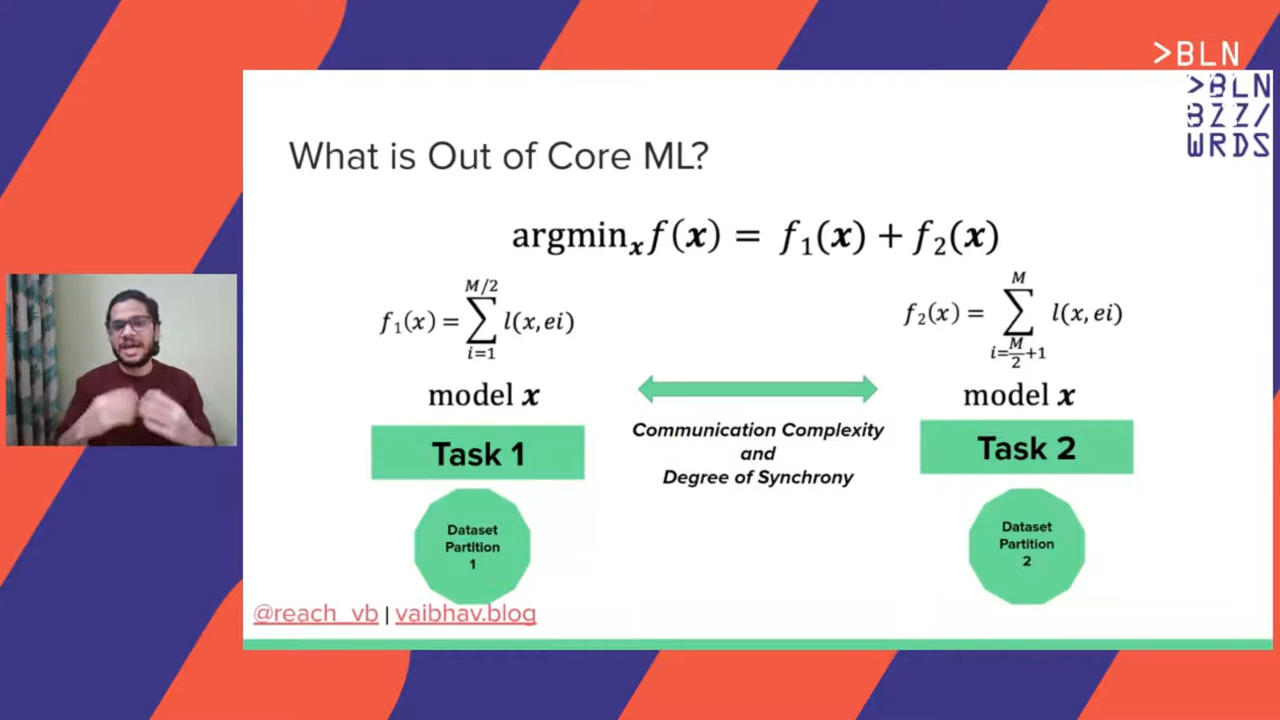 >BLN
>BLN
BZZ/
WRDS
What is Out of Core ML?
argminₓ f(x) = f₁(x) + f₂(x)
M/2
f₁(x) = ∑ l(x, ei)
i=1
M
f₂(x) = ∑ l(x, ei)
i=M/2+1
model x
model x
Task 1
Communication Complexity
and
Degree of Synchrony
Task 2
Dataset
Partition
1
Dataset
Partition
2
@reach_vb | vaibhav.blog